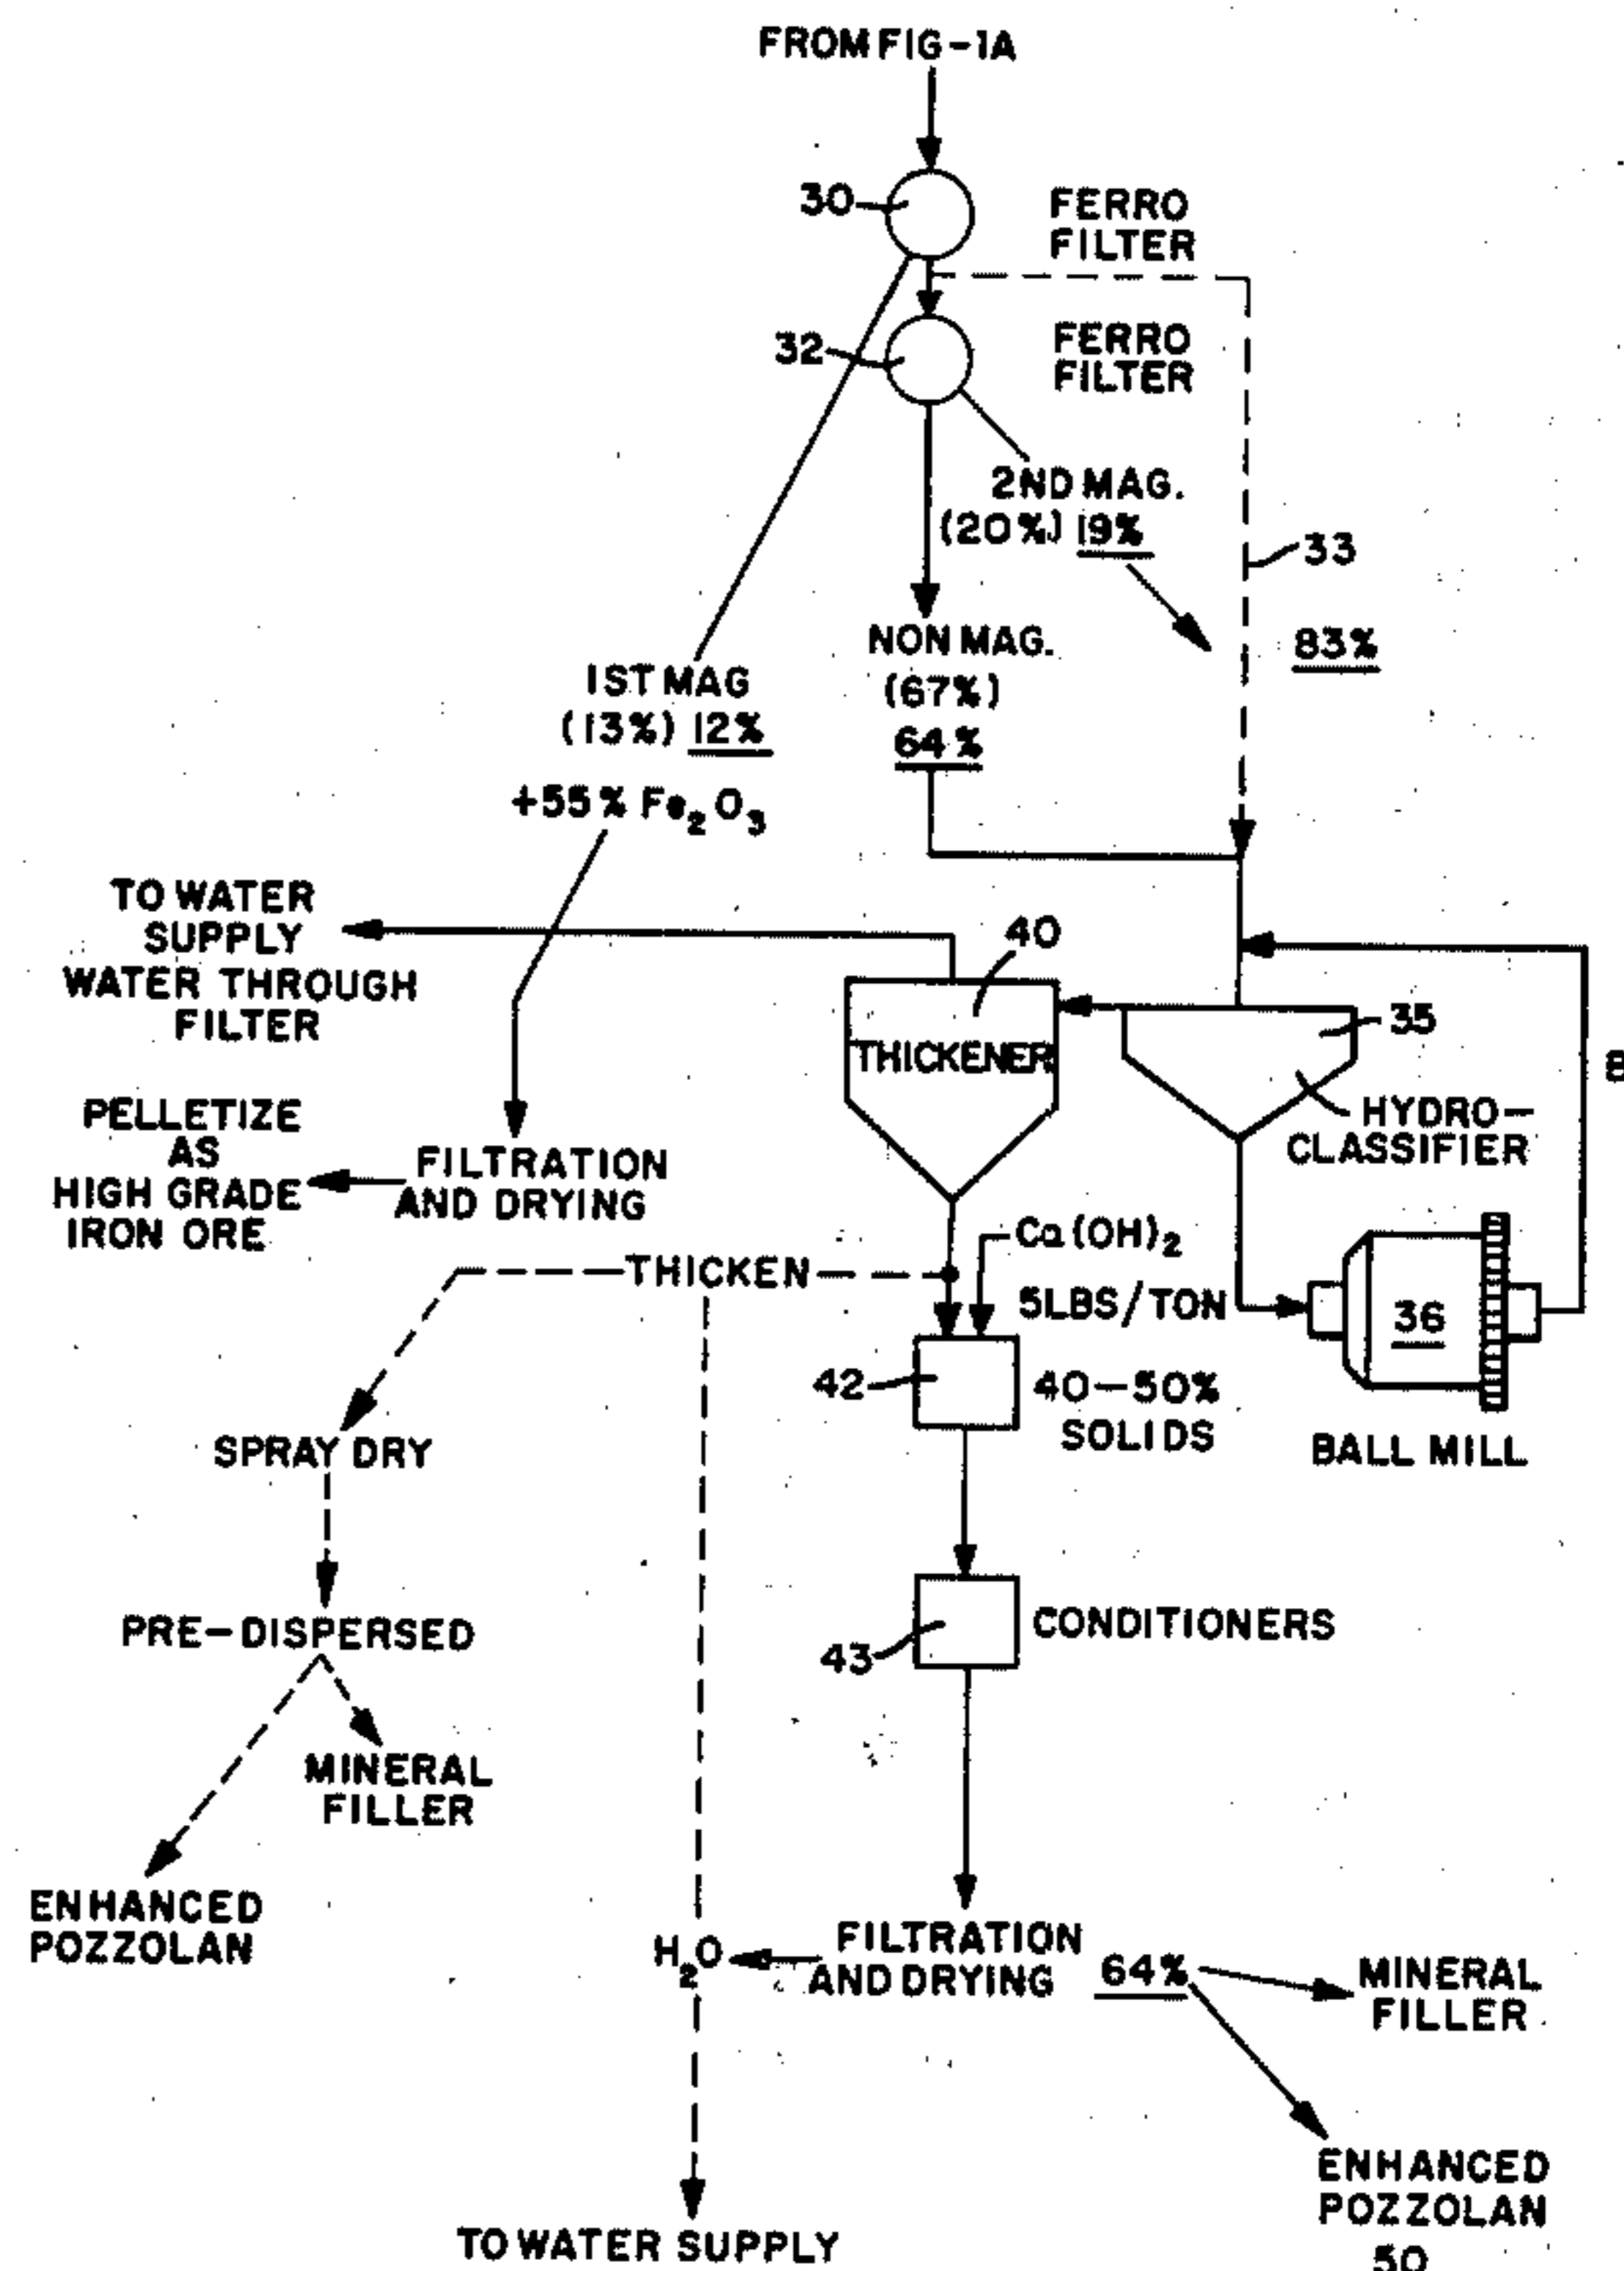 FROM FIG-1A
30
FERRO
FILTER
32
FERRO
FILTER
2ND MAG.
(20%) 19%
33
83%
NON MAG.
(67%)
64%
1ST MAG
(13%) 12%
+55% Fe2O3
TO WATER
SUPPLY
WATER THROUGH
FILTER
40
THICKENER
35
HYDRO-
CLASSIFIER
8
PELLETIZE
AS
HIGH GRADE
IRON ORE
FILTRATION
AND DRYING
THICKEN
Ca(OH)2
5LBS/TON
36
BALL MILL
42
40-50%
SOLIDS
SPRAY DRY
PRE-DISPERSED
43
CONDITIONERS
MINERAL
FILLER
ENHANCED
POZZOLAN
H2O
FILTRATION
AND DRYING
64%
MINERAL
FILLER
ENHANCED
POZZOLAN
50
TO WATER SUPPLY